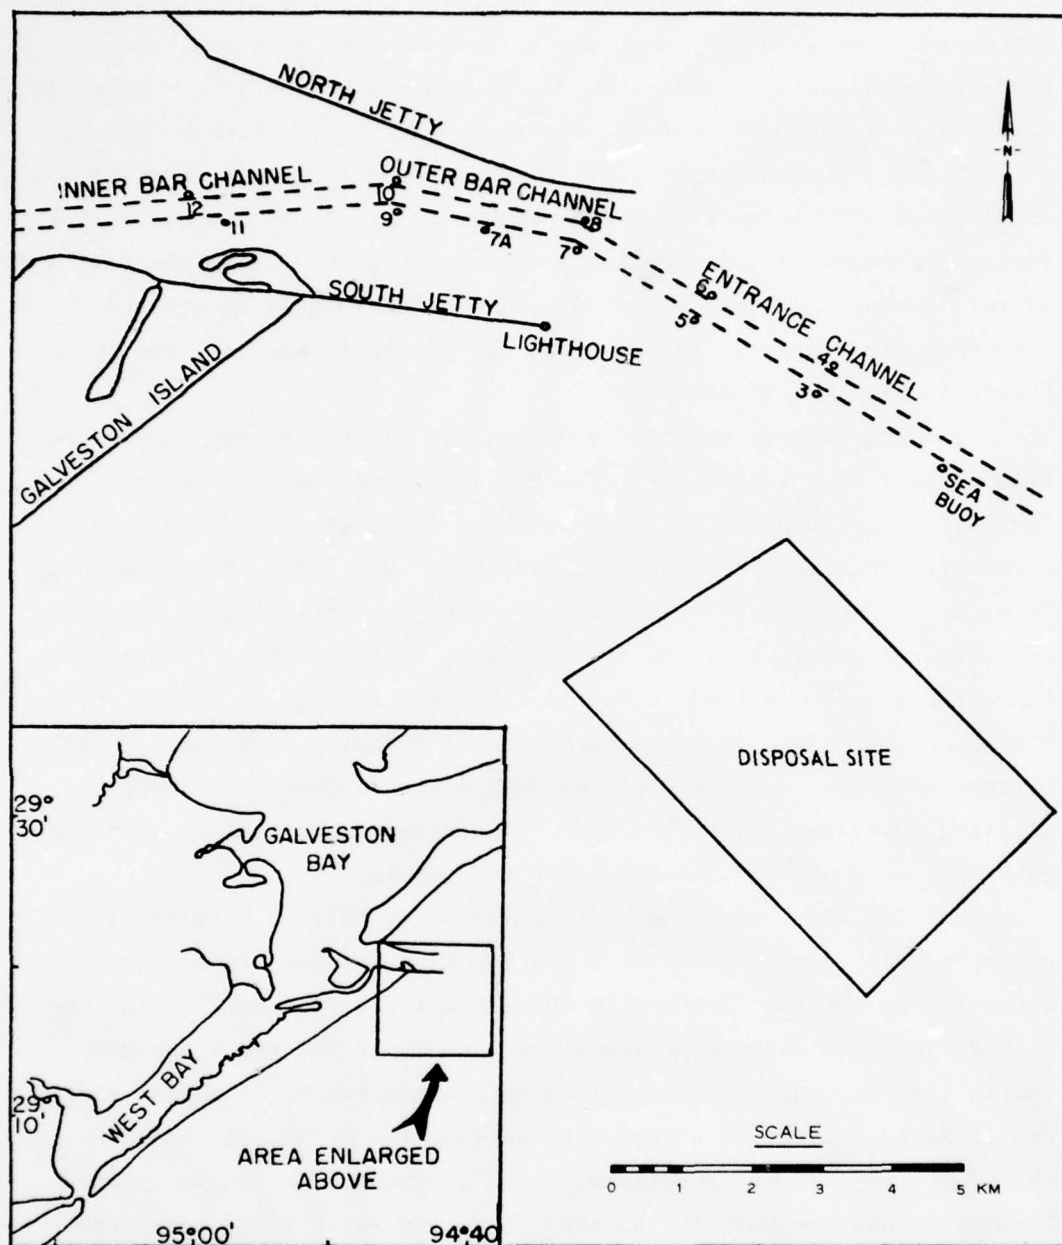 NORTH JETTY
N
INNER BAR CHANNEL
OUTER BAR CHANNEL
12
11
10
9
8
7A
7
ENTRANCE CHANNEL
6
5
4
3
SEA
BUOY
SOUTH JETTY
LIGHTHOUSE
GALVESTON ISLAND
DISPOSAL SITE
29°
30'
GALVESTON
BAY
WEST BAY
29°
10'
AREA ENLARGED
ABOVE
95°00'
94°40'
SCALE
0 1 2 3 4 5 KM